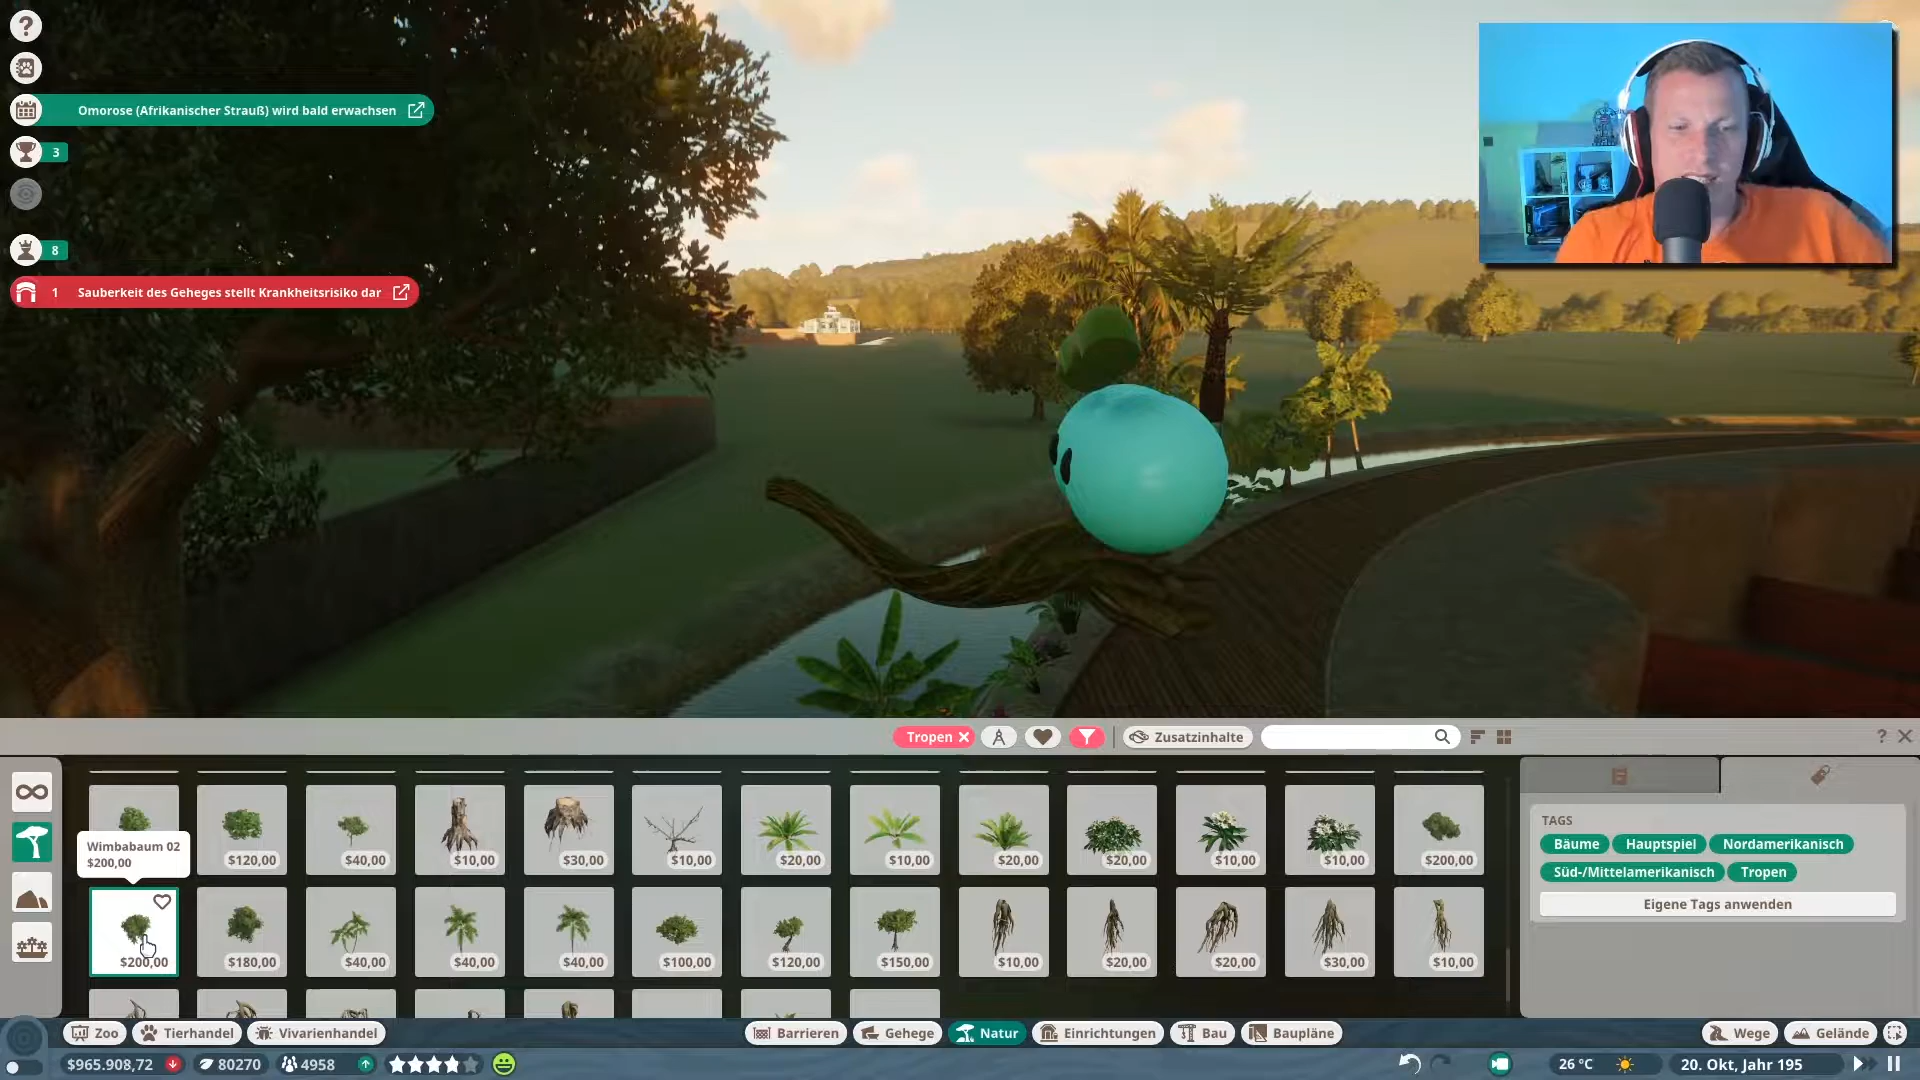 ?
Omorose (Afrikanischer Strauß) wird bald erwachsen
3
8
1 Sauberkeit des Geheges stellt Krankheitsrisiko dar
Tropen
Zusatzinhalte
?
Wimbabaum 02
$200,00
$120,00
$40,00
$10,00
$30,00
$10,00
$20,00
$10,00
$20,00
$20,00
$10,00
$10,00
$200,00
$200,00
$180,00
$40,00
$40,00
$40,00
$100,00
$120,00
$150,00
$10,00
$20,00
$20,00
$30,00
$10,00
TAGS
Bäume Hauptspiel Nordamerikanisch
Süd-/Mittelamerikanisch Tropen
Eigene Tags anwenden
Zoo Tierhandel Vivarienhandel Barrieren Gehege Natur Einrichtungen Bau Baupläne Wege Gelände
$965.908,72 80270 4958 26 °C 20. Okt, Jahr 195